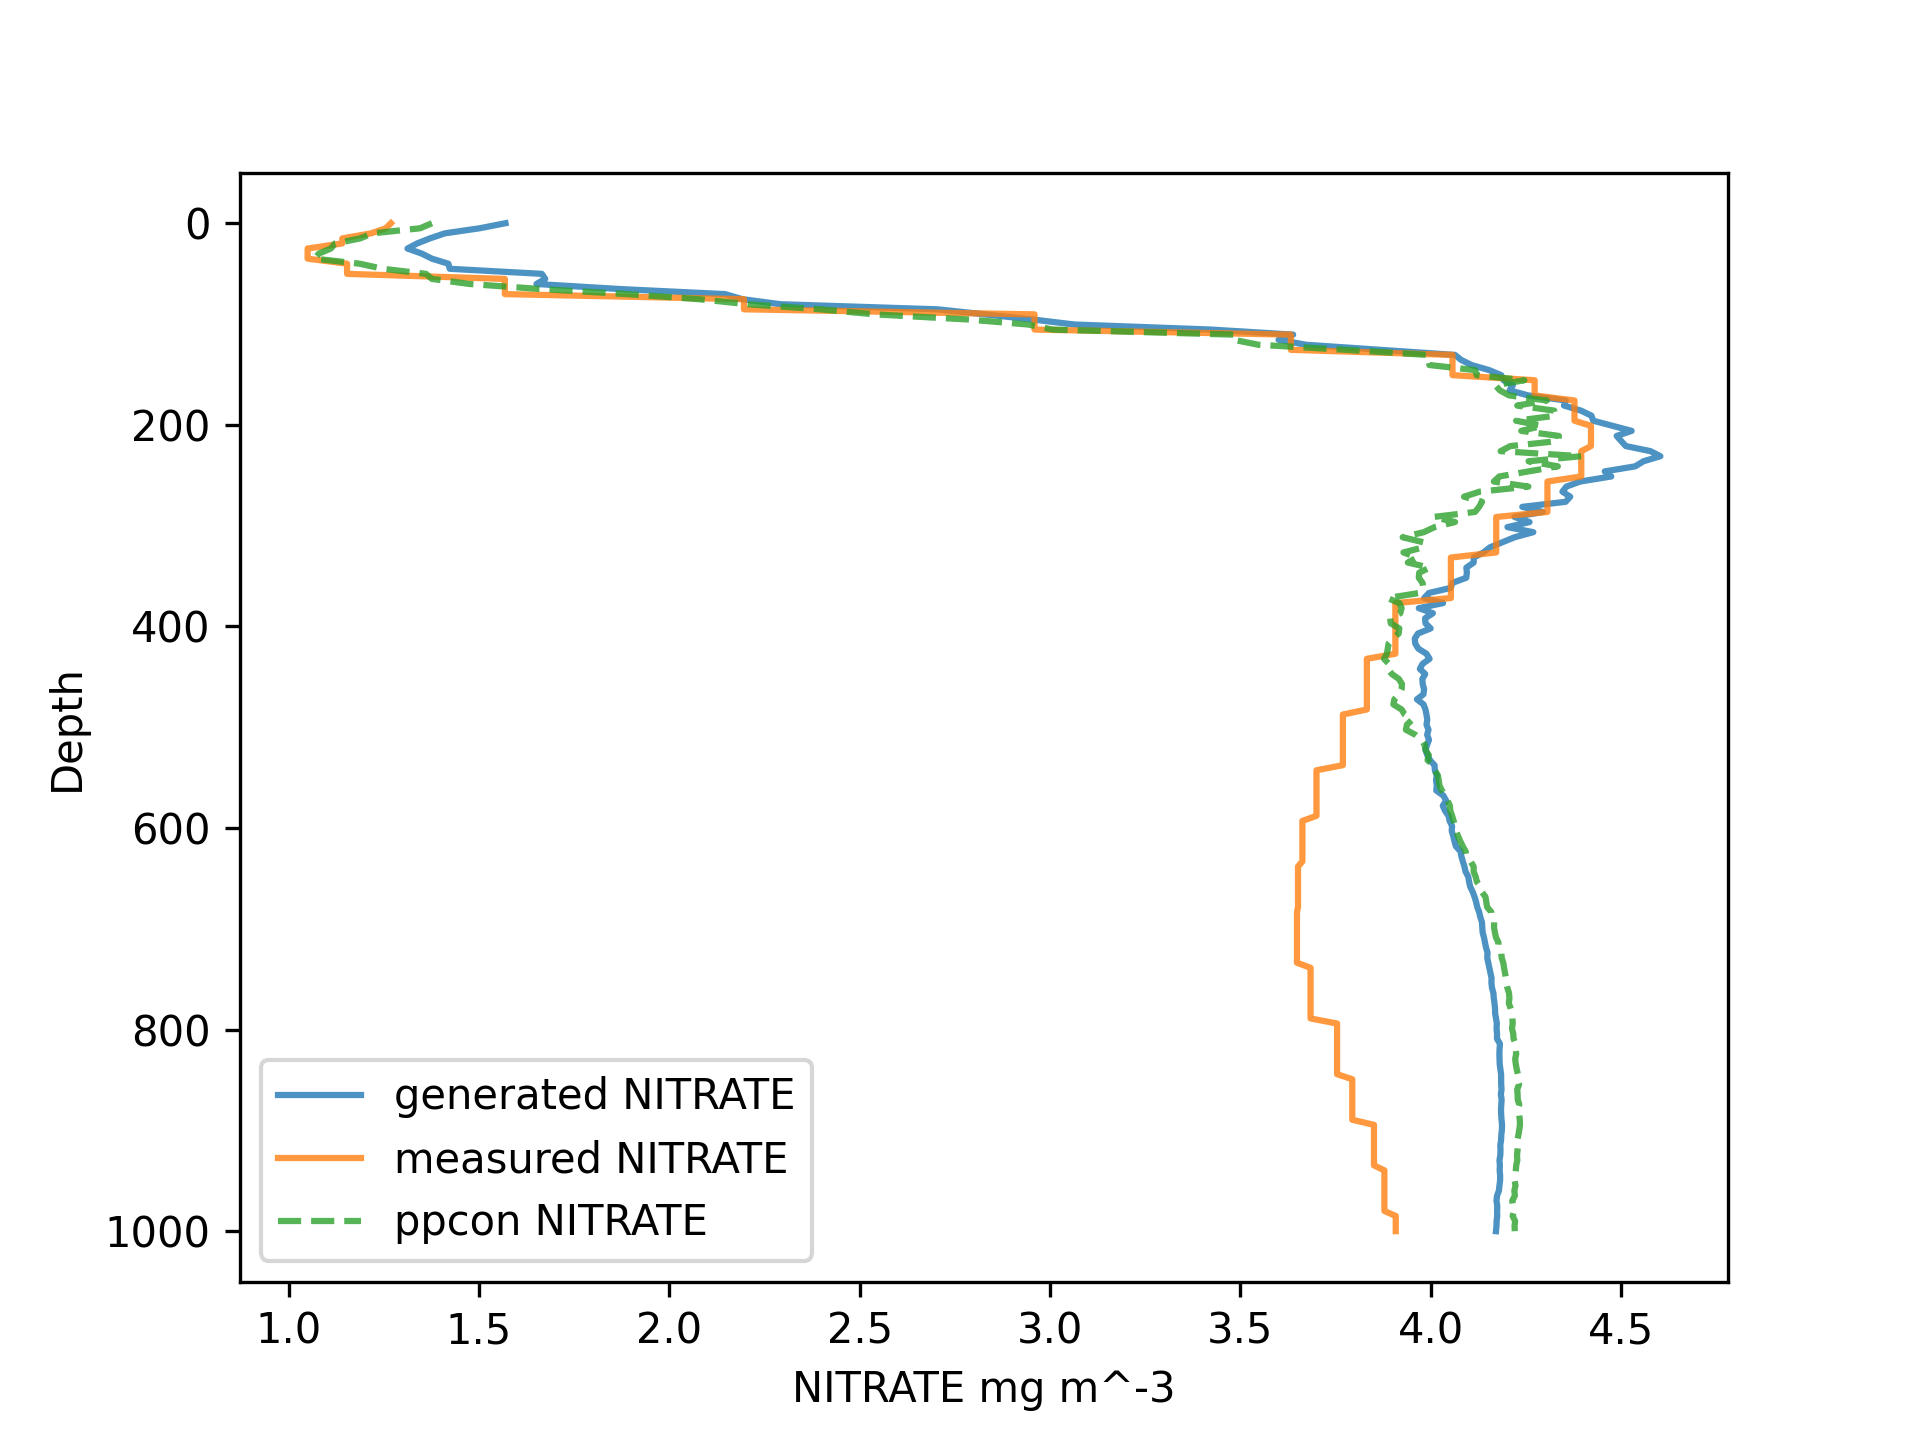 0
200
400
600
800
1000
Depth
generated NITRATE
measured NITRATE
ppcon NITRATE
1.0 1.5 2.0 2.5 3.0 3.5 4.0 4.5
NITRATE mg m^-3